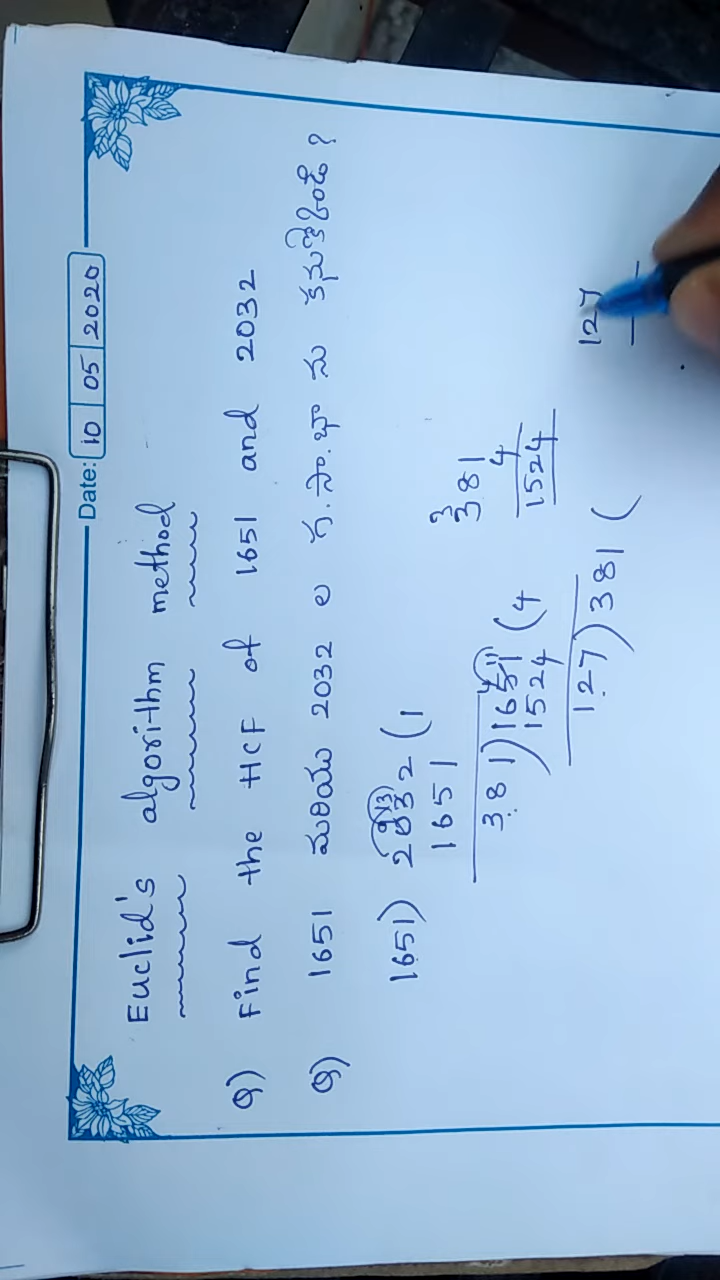 Date: 10 05 2020
Euclid's algorithm method
Q) Find the HCF of 1651 and 2032
Q) 1651 మరియు 2032 ల గ.సా.భా ను కనుక్కోండి?
1651) 2032 (1
1651
381) 1651 (4
1524
127) 381 (
381
4
1524
127